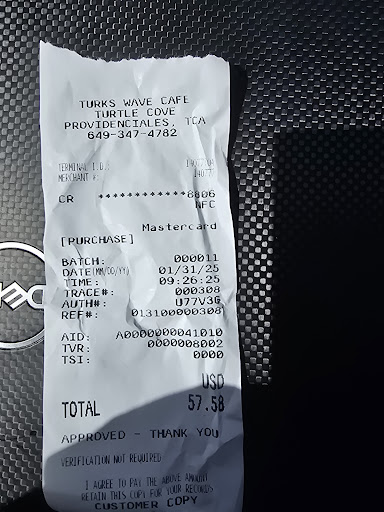 TURKS WAVE CAFE
TURTLE COVE
PROVIDENCIALES, TCA
649-347-4782
TERMINAL I.D.:
MERCHANT #:
CR ************8806
NFC
Mastercard
[PURCHASE]
BATCH: 000011
DATE(MM/DD/YY) 01/31/25
TIME: 09:26:25
TRACE#: 000308
AUTH#: U77V3G
REF#: 013100000308
AID: A0000000041010
TVR: 0000008002
TSI: 0000
USD
TOTAL 57.58
APPROVED - THANK YOU
VERIFICATION NOT REQUIRED
I AGREE TO PAY THE ABOVE AMOUNT
RETAIN THIS COPY FOR YOUR RECORDS
CUSTOMER COPY
DELL